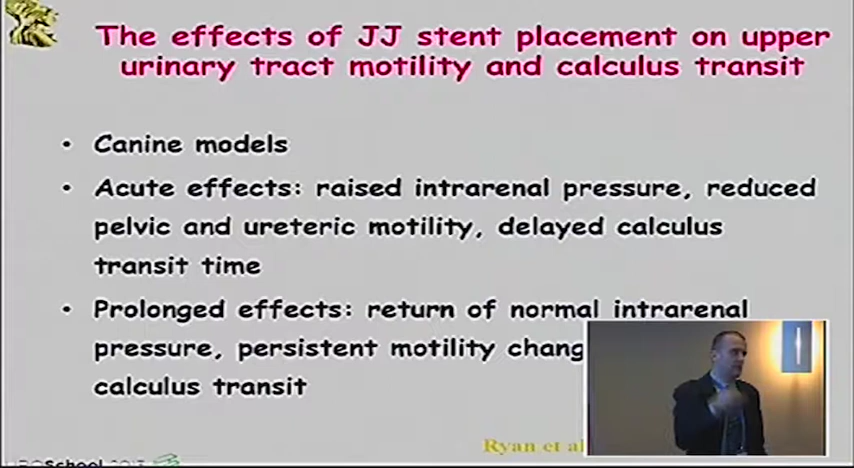 The effects of JJ stent placement on upper
urinary tract motility and calculus transit
• Canine models
• Acute effects: raised intrarenal pressure, reduced
pelvic and ureteric motility, delayed calculus
transit time
• Prolonged effects: return of normal intrarenal
pressure, persistent motility
calculus transit
Ryan et al
School